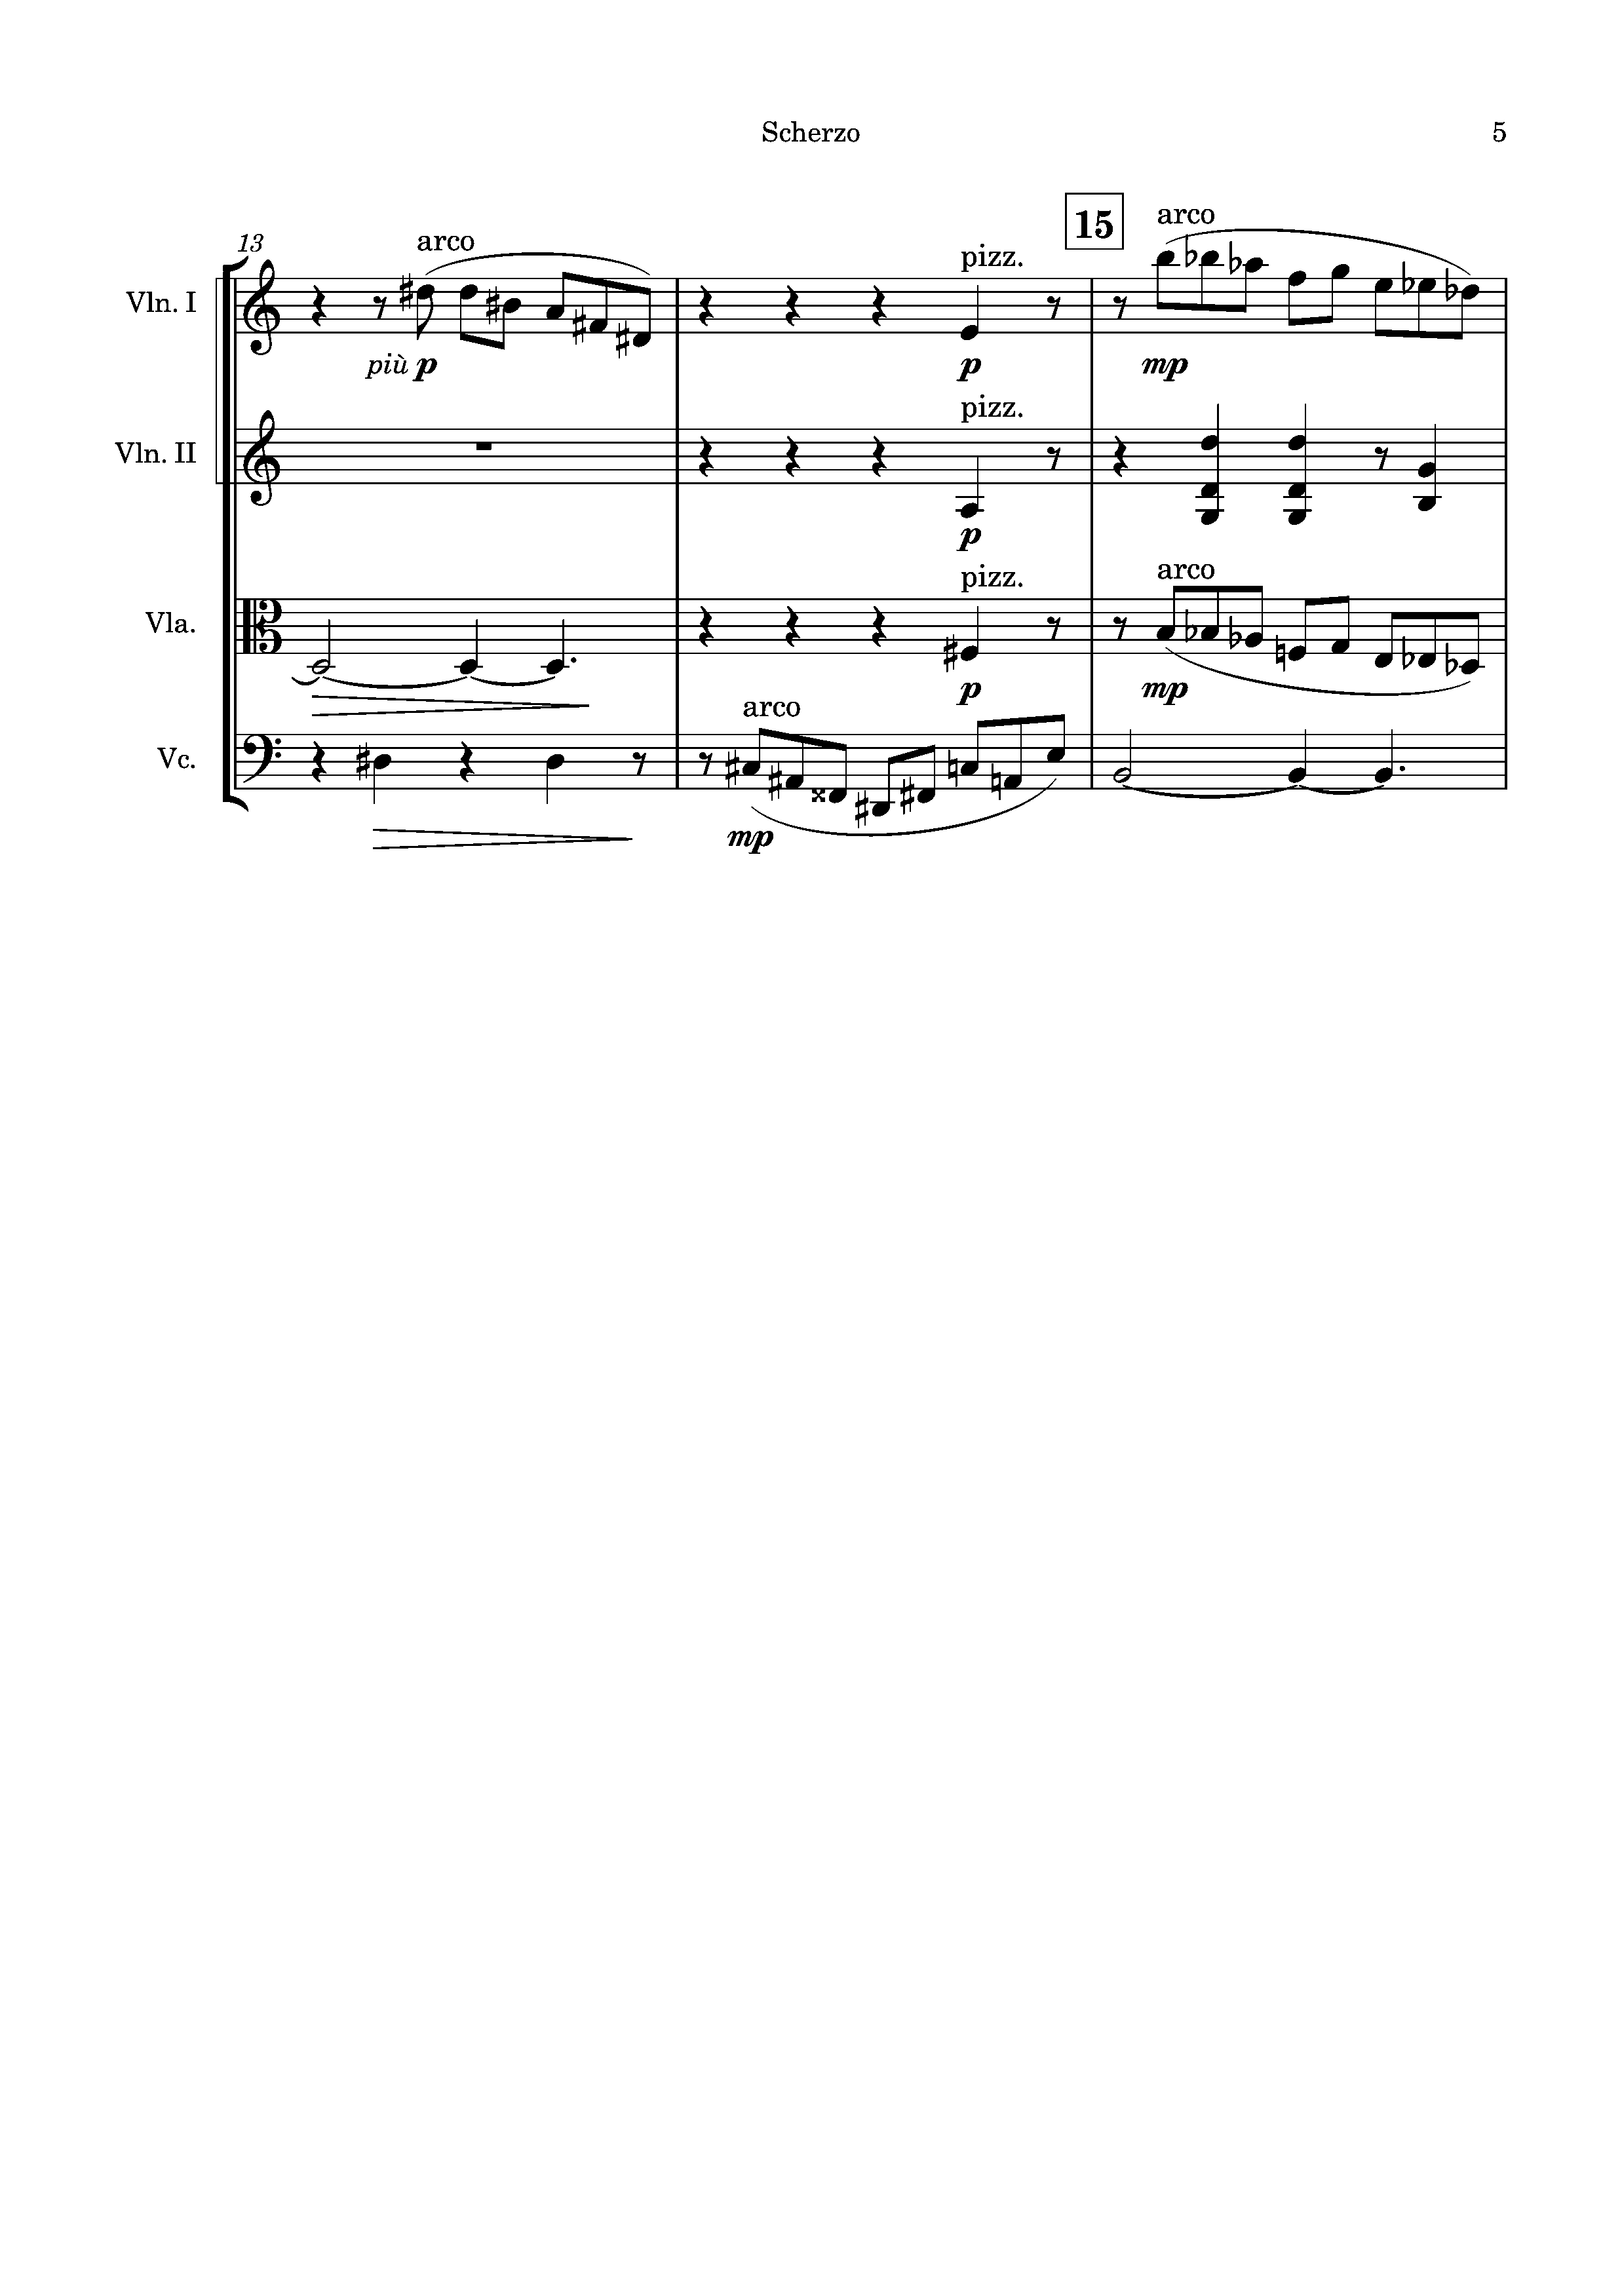 Scherzo 5
15
arco
13
arco
pizz.
Vln. I
più p
p
mp
pizz.
Vln. II
p
pizz.
arco
Vla.
p
mp
arco
Vc.
mp